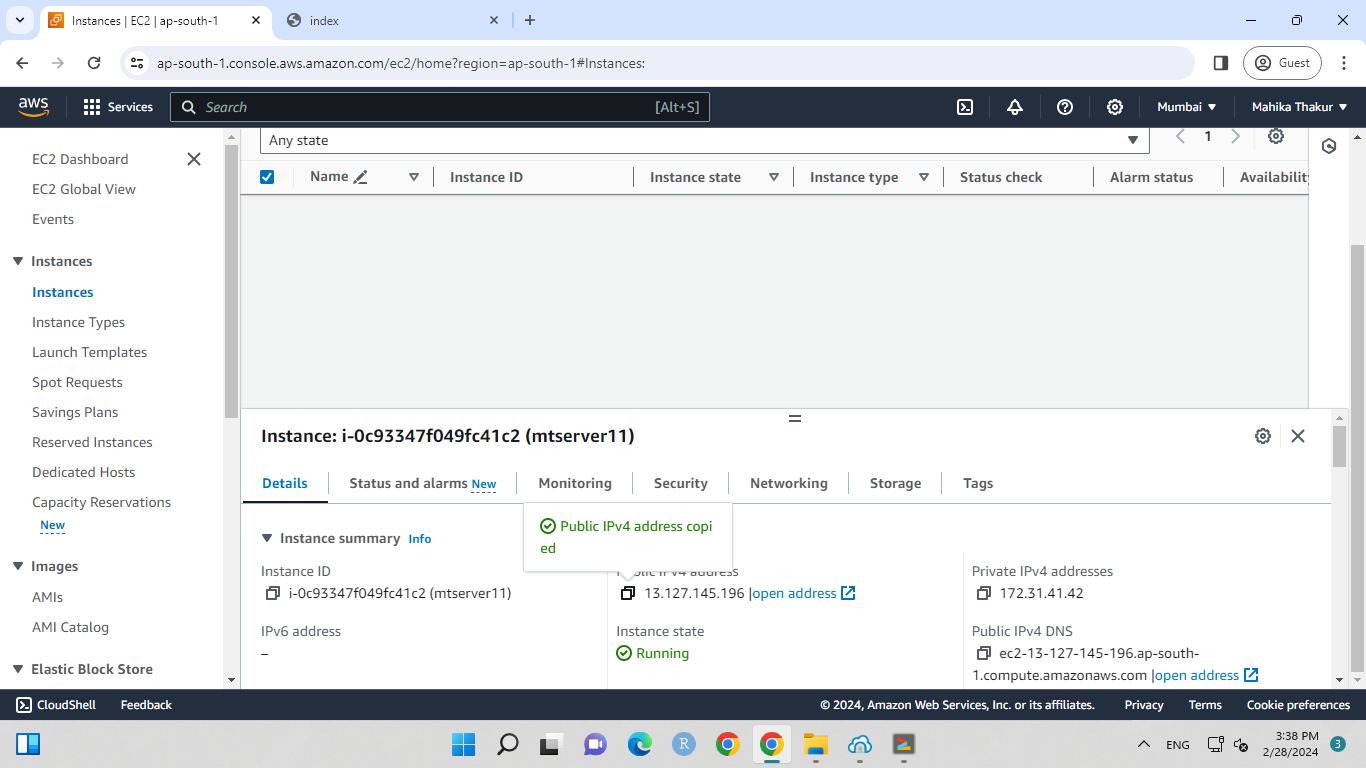 Instances | EC2 | ap-south-1
index
ap-south-1.console.aws.amazon.com/ec2/home?region=ap-south-1#Instances:
Guest
aws
Services
Search
[Alt+S]
Mumbai
Mahika Thakur
EC2 Dashboard
EC2 Global View
Events
Instances
Instances
Instance Types
Launch Templates
Spot Requests
Savings Plans
Reserved Instances
Dedicated Hosts
Capacity Reservations
New
Images
AMIs
AMI Catalog
Elastic Block Store
Any state
1
Name
Instance ID
Instance state
Instance type
Status check
Alarm status
Availability
Instance: i-0c93347f049fc41c2 (mtserver11)
Details
Status and alarms New
Monitoring
Security
Networking
Storage
Tags
Public IPv4 address copi
ed
Instance summary Info
Instance ID
i-0c93347f049fc41c2 (mtserver11)
IPv6 address
–
Public IPv4 address
13.127.145.196 |open address
Instance state
Running
Private IPv4 addresses
172.31.41.42
Public IPv4 DNS
ec2-13-127-145-196.ap-south-
1.compute.amazonaws.com |open address
CloudShell
Feedback
© 2024, Amazon Web Services, Inc. or its affiliates.
Privacy
Terms
Cookie preferences
R
ENG
3:38 PM
2/28/2024
3